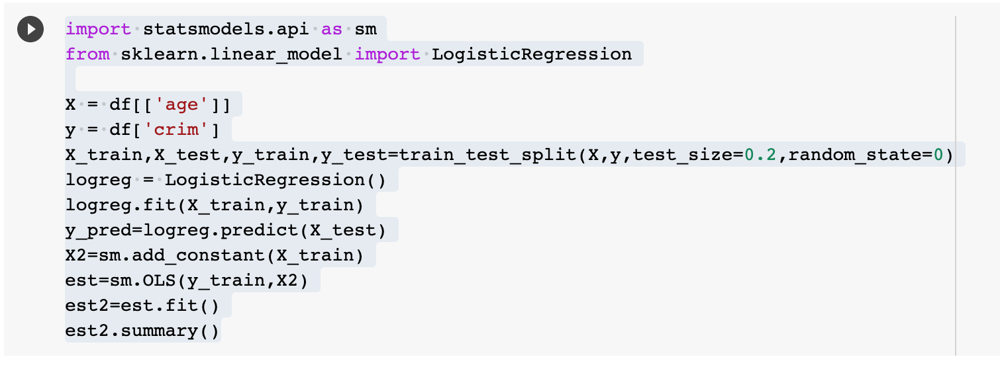 import statsmodels.api as sm
from sklearn.linear_model import LogisticRegression
X = df[['age']]
y = df['crim']
X_train,X_test,y_train,y_test=train_test_split(X,y,test_size=0.2,random_state=0)
logreg = LogisticRegression()
logreg.fit(X_train,y_train)
y_pred=logreg.predict(X_test)
X2=sm.add_constant(X_train)
est=sm.OLS(y_train,X2)
est2=est.fit()
est2.summary()